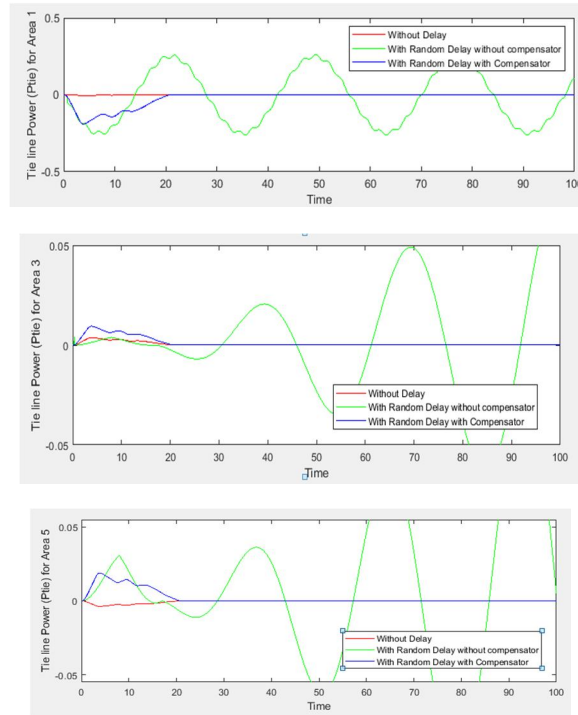 Tie line Power (Ptie) for Area 1
0.5
0
-0.5
Without Delay
With Random Delay without compensator
With Random Delay with Compensator
0 10 20 30 40 50 60 70 80 90 100
Time
Tie line Power (Ptie) for Area 3
0.05
0
-0.05
Without Delay
With Random Delay without compensator
With Random Delay with Compensator
0 10 20 30 40 50 60 70 80 90 100
Time
Tie line Power (Ptie) for Area 5
0.05
0
-0.05
Without Delay
With Random Delay without compensator
With Random Delay with Compensator
0 10 20 30 40 50 60 70 80 90 100
Time